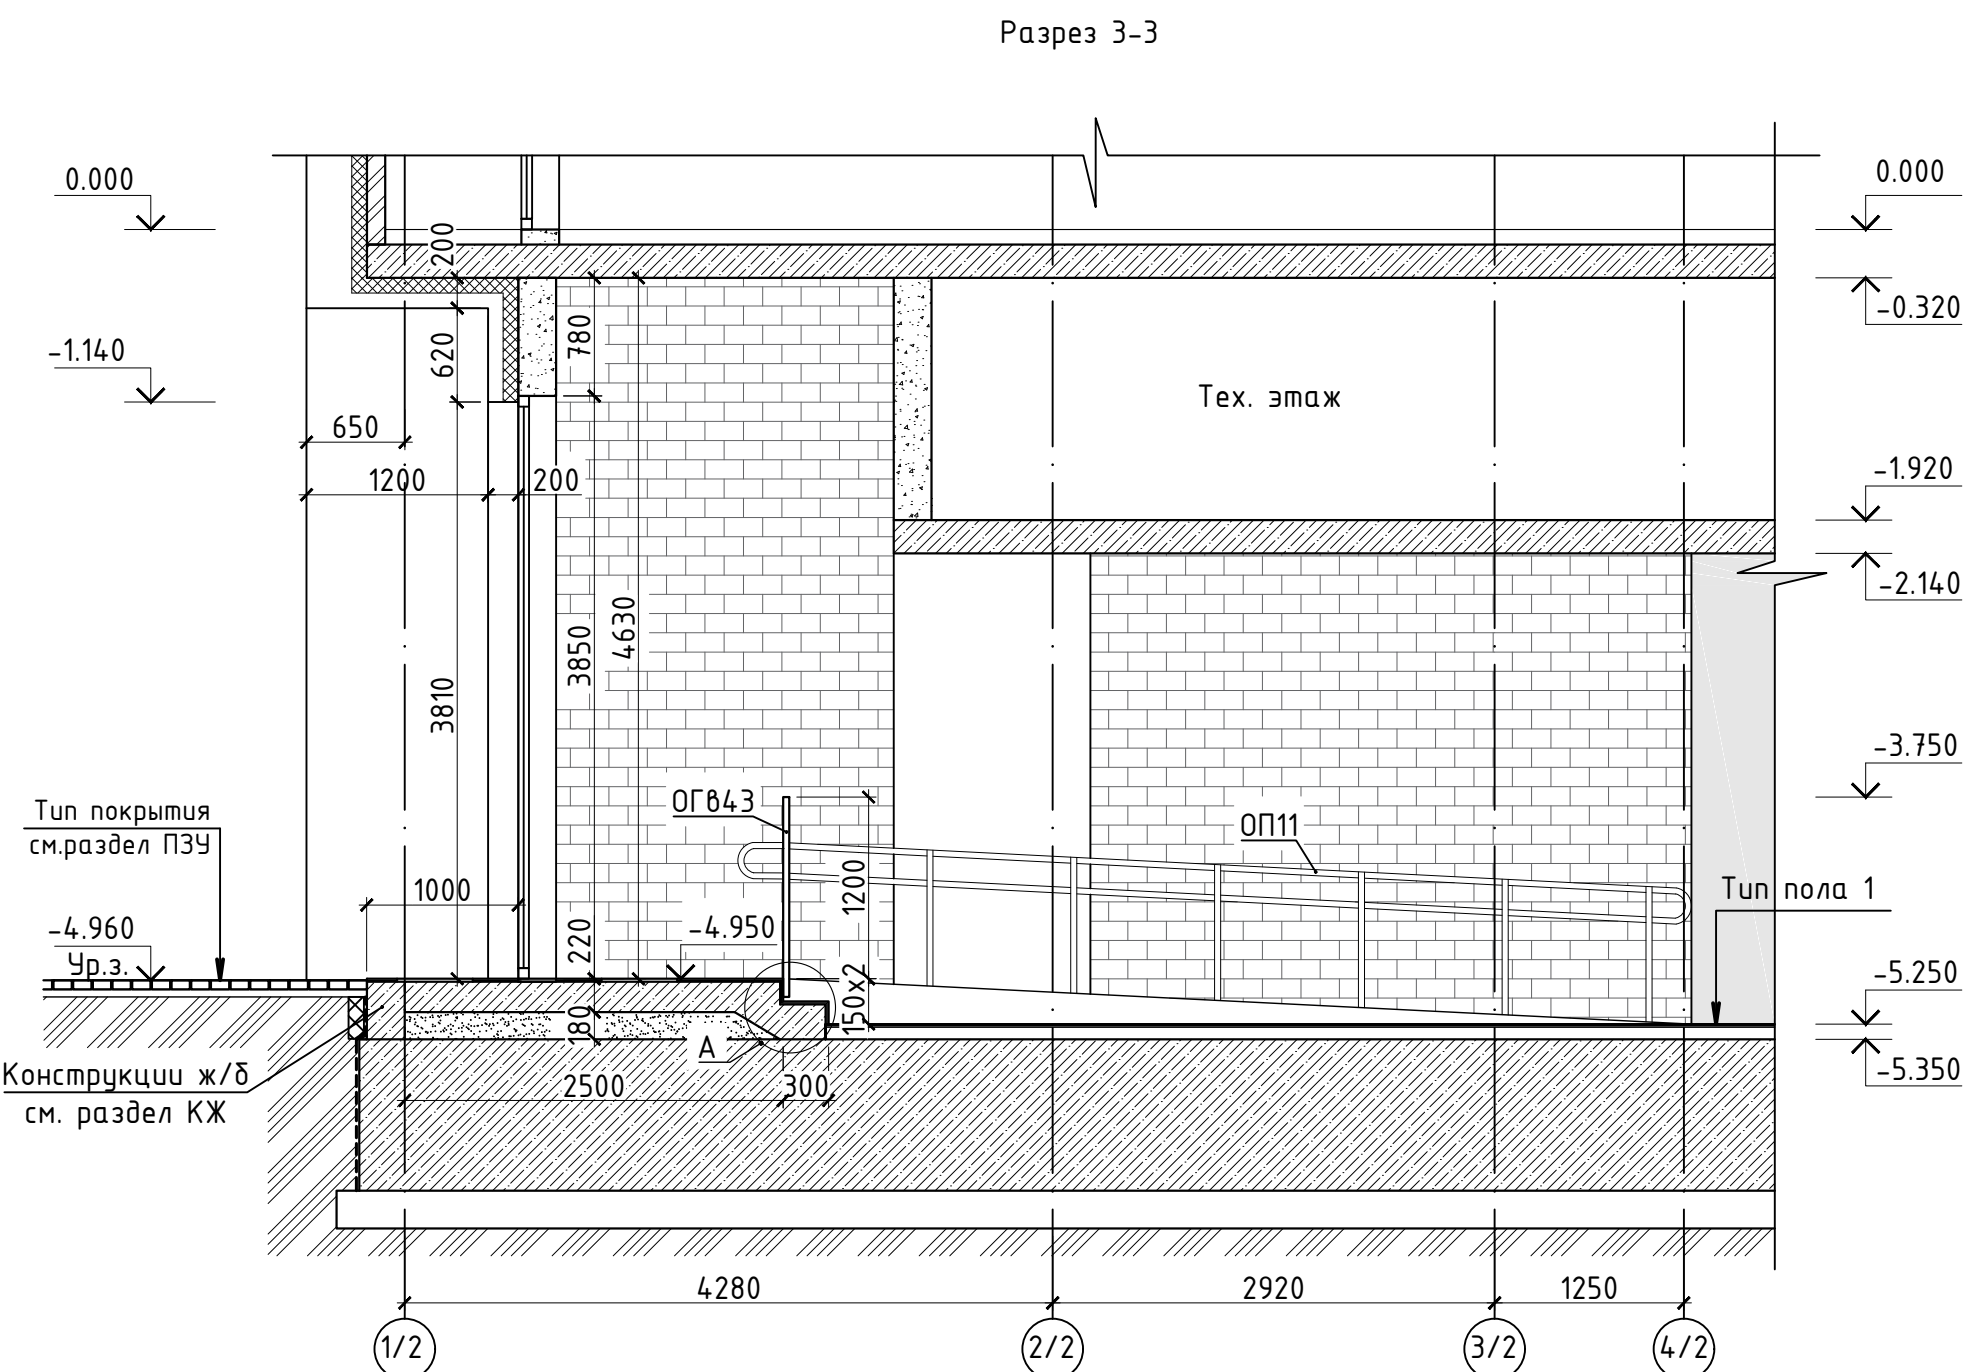 Разрез 3-3
0.000
0.000
200
-0.320
780
620
-1.140
Тех. этаж
650
1200
200
-1.920
-2.140
3850
4630
3810
-3.750
Тип покрытия
см.раздел ПЗУ
ОГв43
ОП11
1000
1200
Тип пола 1
-4.960
Ур.з.
220
-4.950
-5.250
150x2
180
А
-5.350
Конструкции ж/б
см. раздел КЖ
2500
300
4280
2920
1250
1/2
2/2
3/2
4/2